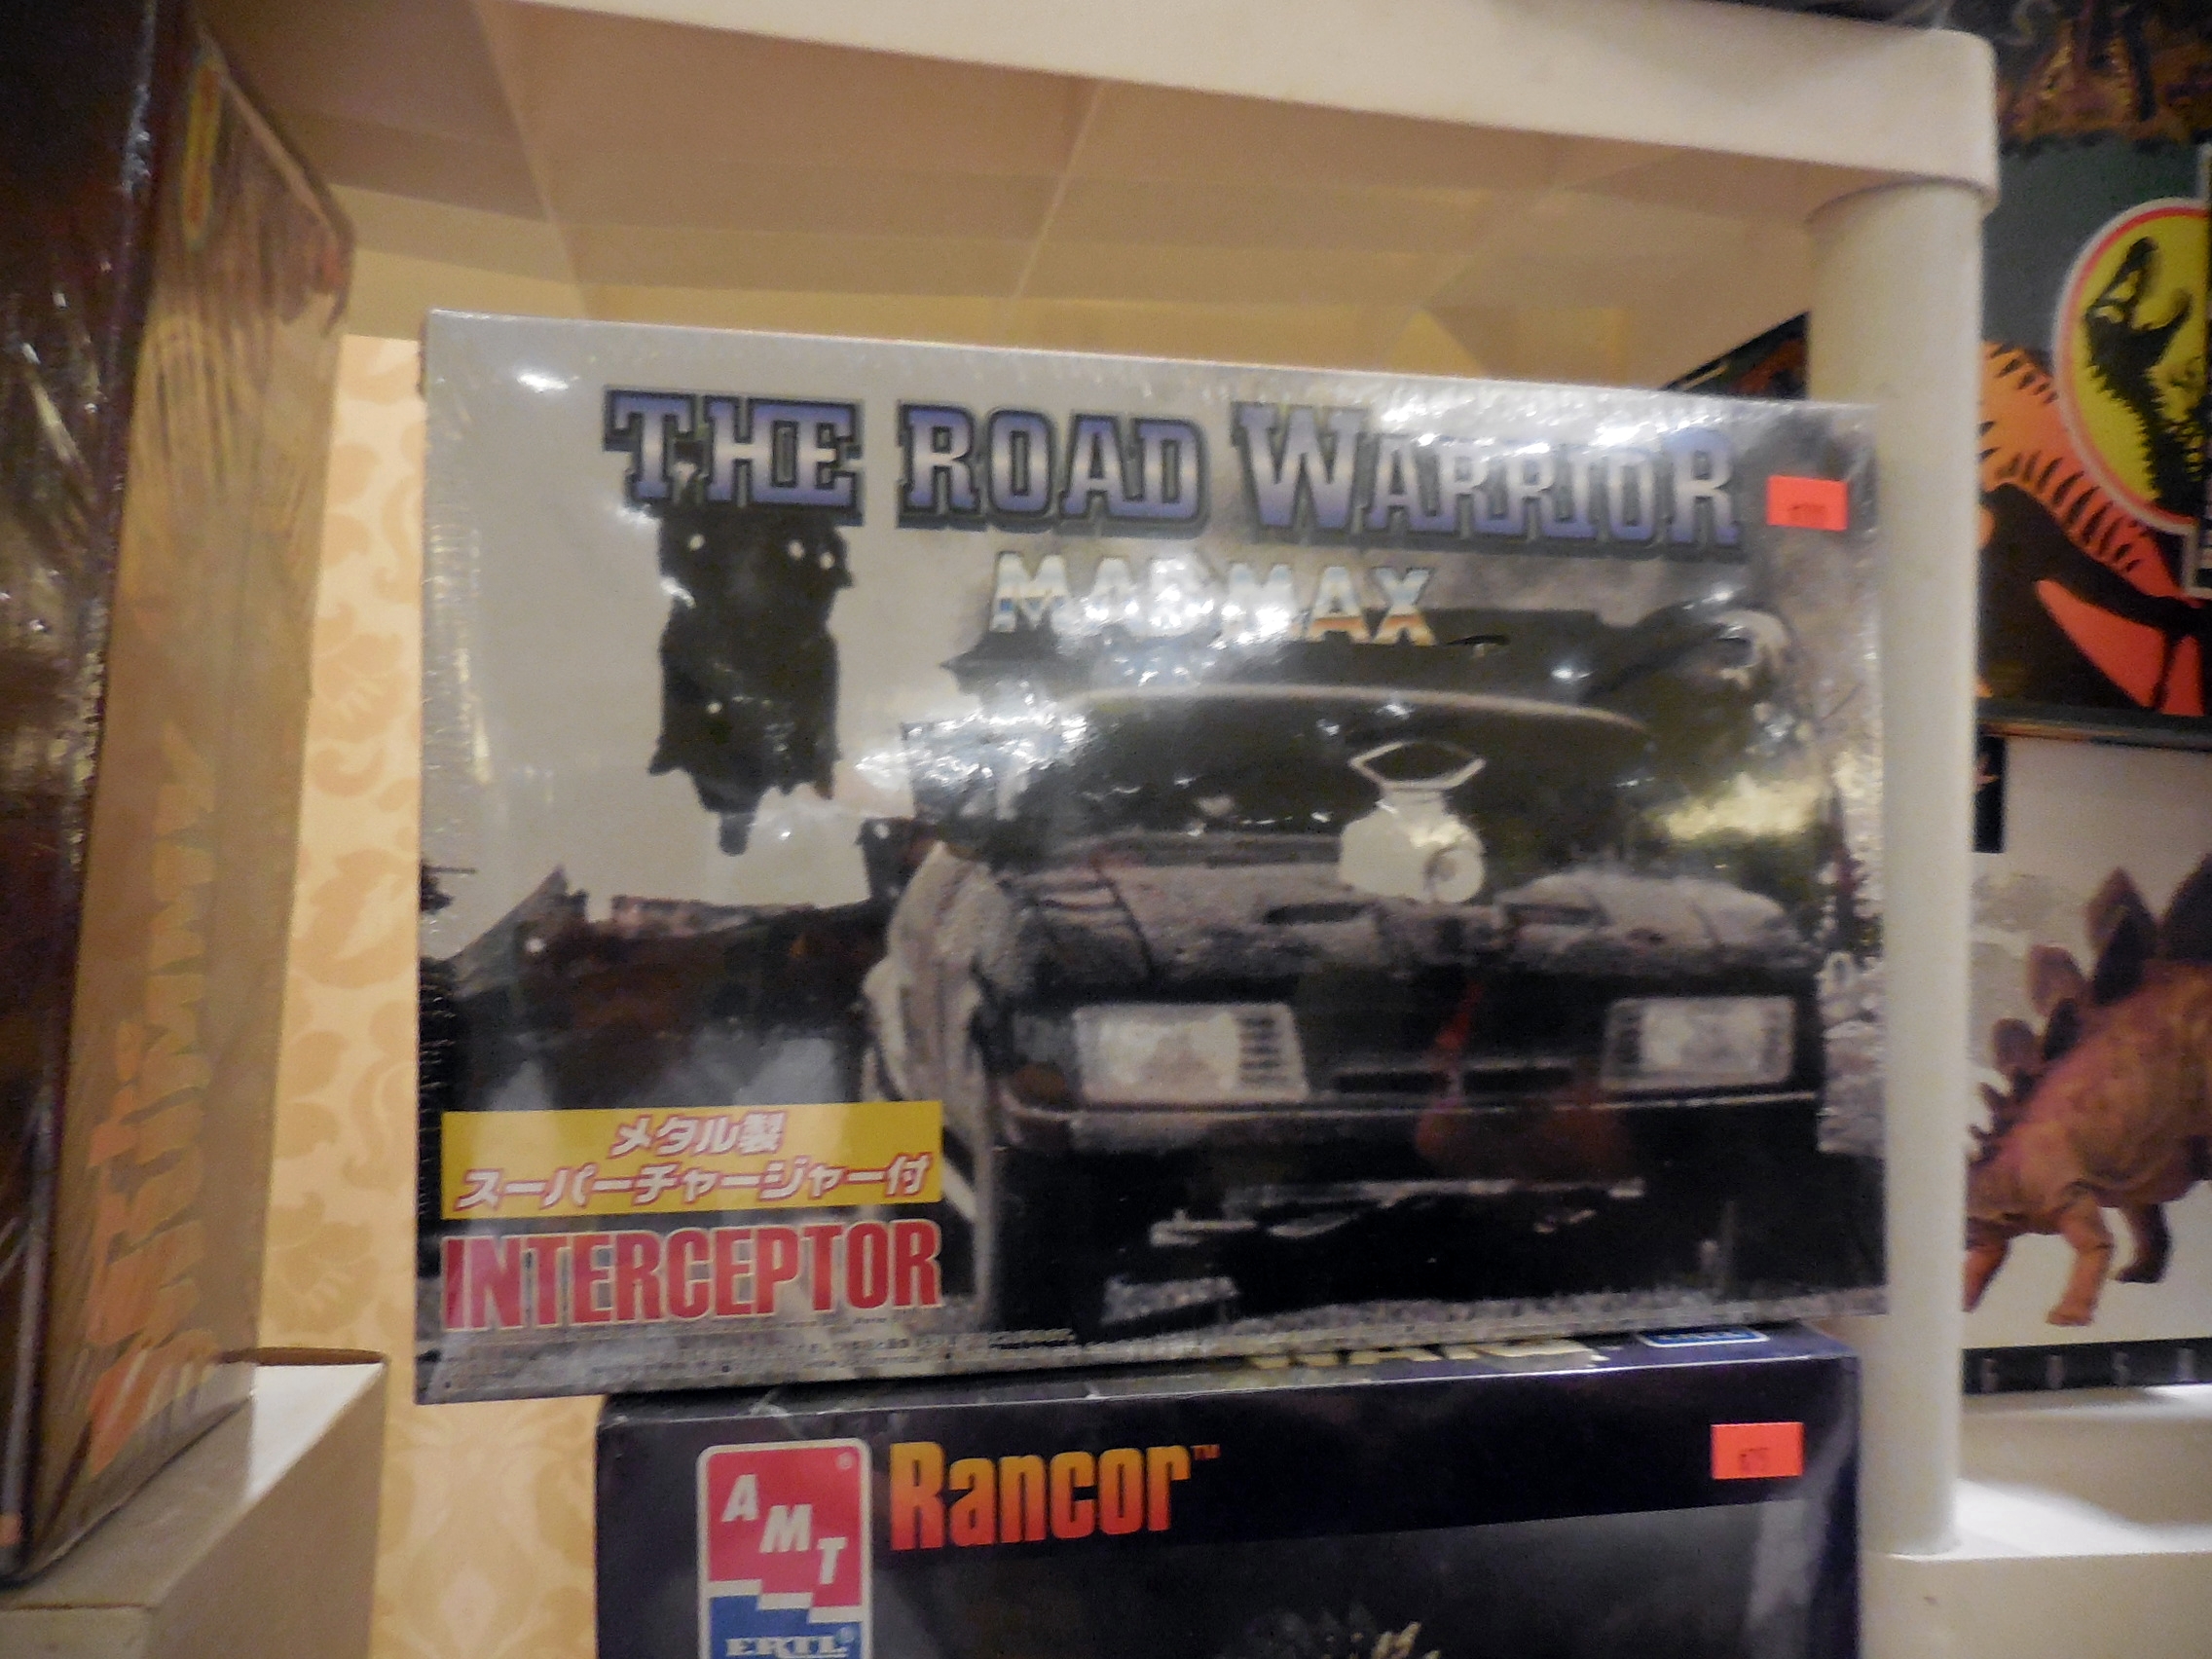 THE ROAD WARRIOR
MAD MAX
メタル製
スーパーチャージャー付
INTERCEPTOR
AMT
ERTL®
Rancor™